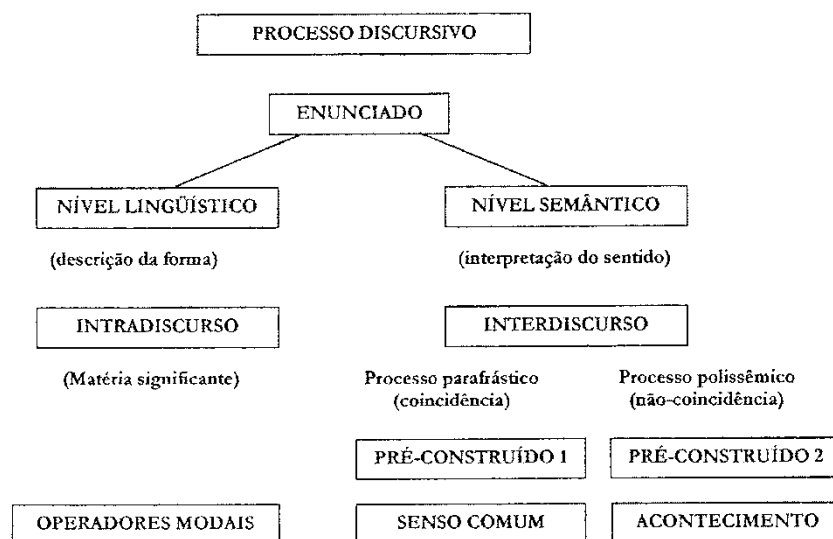 PROCESSO DISCURSIVO
ENUNCIADO
NÍVEL LINGÜÍSTICO
NÍVEL SEMÂNTICO
(descrição da forma)
(interpretação do sentido)
INTRADISCURSO
INTERDISCURSO
(Matéria significante)
Processo parafrástico
(coincidência)
Processo polissêmico
(não-coincidência)
PRÉ-CONSTRUÍDO 1
PRÉ-CONSTRUÍDO 2
OPERADORES MODAIS
SENSO COMUM
ACONTECIMENTO